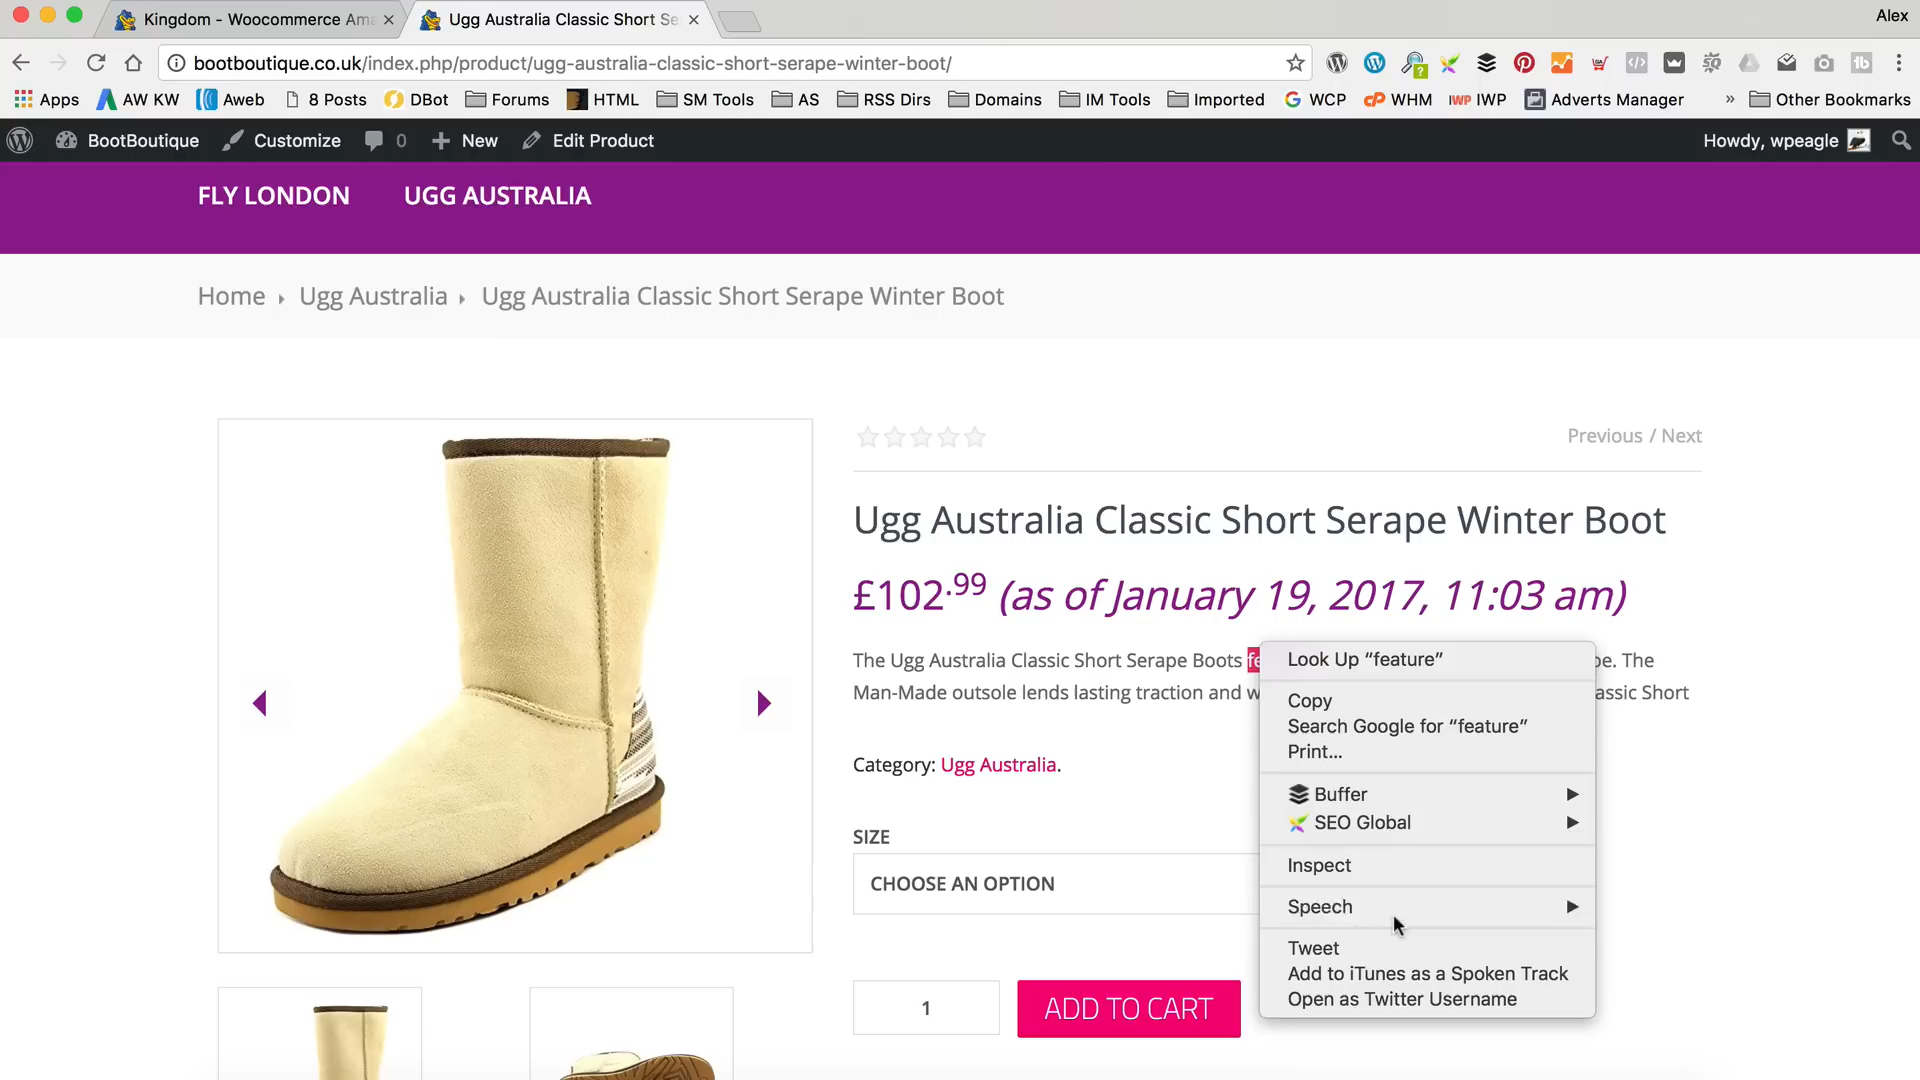 Kingdom - Woocommerce Ama
Ugg Australia Classic Short Se
Alex
bootboutique.co.uk/index.php/product/ugg-australia-classic-short-serape-winter-boot/
Apps AW KW Aweb 8 Posts DBot Forums HTML SM Tools AS RSS Dirs Domains IM Tools Imported WCP WHM IWP Adverts Manager » Other Bookmarks
BootBoutique Customize 0 New Edit Product Howdy, wpeagle
FLY LONDON UGG AUSTRALIA
Home Ugg Australia Ugg Australia Classic Short Serape Winter Boot
Previous / Next
Ugg Australia Classic Short Serape Winter Boot
£102.99 (as of January 19, 2017, 11:03 am)
The Ugg Australia Classic Short Serape Boots
The
Man-Made outsole lends lasting traction and
Short
Category: Ugg Australia.
SIZE
CHOOSE AN OPTION
1
ADD TO CART
Look Up “feature”
Copy
Search Google for “feature”
Print...
Buffer
SEO Global
Inspect
Speech
Tweet
Add to iTunes as a Spoken Track
Open as Twitter Username